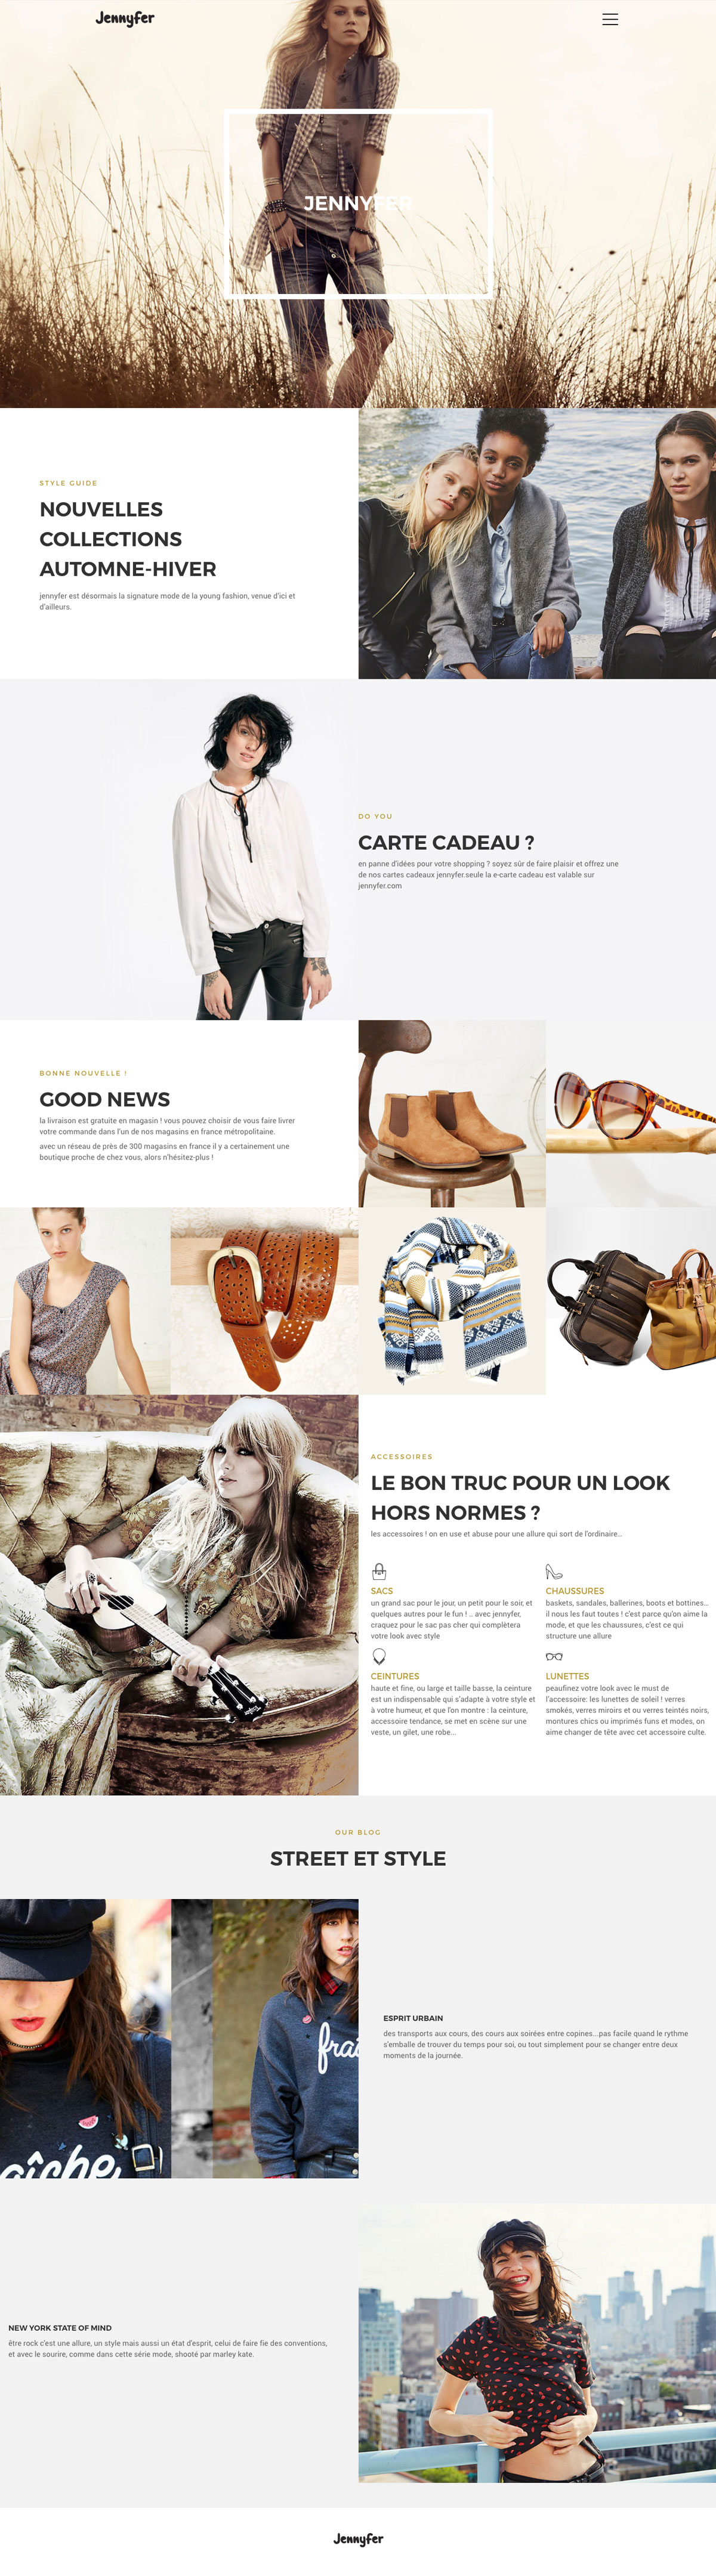 Jennyfer
JENNYFER
STYLE GUIDE
NOUVELLES
COLLECTIONS
AUTOMNE-HIVER
jennyfer est désormais la signature mode de la young fashion, venue d'ici et
d'ailleurs.
DO YOU
CARTE CADEAU ?
en panne d'idées pour votre shopping ? soyez sûr de faire plaisir et offrez une
de nos cartes cadeaux jennyfer.seule la e-carte cadeau est valable sur
jennyfer.com
BONNE NOUVELLE !
GOOD NEWS
la livraison est gratuite en magasin ! vous pouvez choisir de vous faire livrer
votre commande dans l'un de nos magasins en france métropolitaine.
avec un réseau de près de 300 magasins en france il y a certainement une
boutique proche de chez vous, alors n'hésitez-plus !
ACCESSOIRES
LE BON TRUC POUR UN LOOK
HORS NORMES ?
les accessoires ! on en use et abuse pour une allure qui sort de l'ordinaire...
SACS
un grand sac pour le jour, un petit pour le soir, et
quelques autres pour le fun ! .. avec jennyfer,
craquez pour le sac pas cher qui complètera
votre look avec style
CHAUSSURES
baskets, sandales, ballerines, boots et bottines...
il nous les faut toutes ! c'est parce qu'on aime la
mode, et que les chaussures, c'est ce qui
structure une allure
CEINTURES
haute et fine, ou large et taille basse, la ceinture
est un indispensable qui s'adapte à votre style et
à votre humeur, et que l'on montre : la ceinture,
accessoire tendance, se met en scène sur une
veste, un gilet, une robe...
LUNETTES
peaufinez votre look avec le must de
l'accessoire: les lunettes de soleil ! verres
smokés, verres miroirs et ou verres teintés noirs,
montures chics ou imprimés funs et modes, on
aime changer de tête avec cet accessoire culte.
OUR BLOG
STREET ET STYLE
aîche
fraî
ESPRIT URBAIN
des transports aux cours, des cours aux soirées entre copines...pas facile quand le rythme
s'emballe de trouver du temps pour soi, ou tout simplement pour se changer entre deux
moments de la journée.
NEW YORK STATE OF MIND
être rock c'est une allure, un style mais aussi un état d'esprit, celui de faire fie des conventions,
et avec le sourire, comme dans cette série mode, shooté par marley kate.
Jennyfer